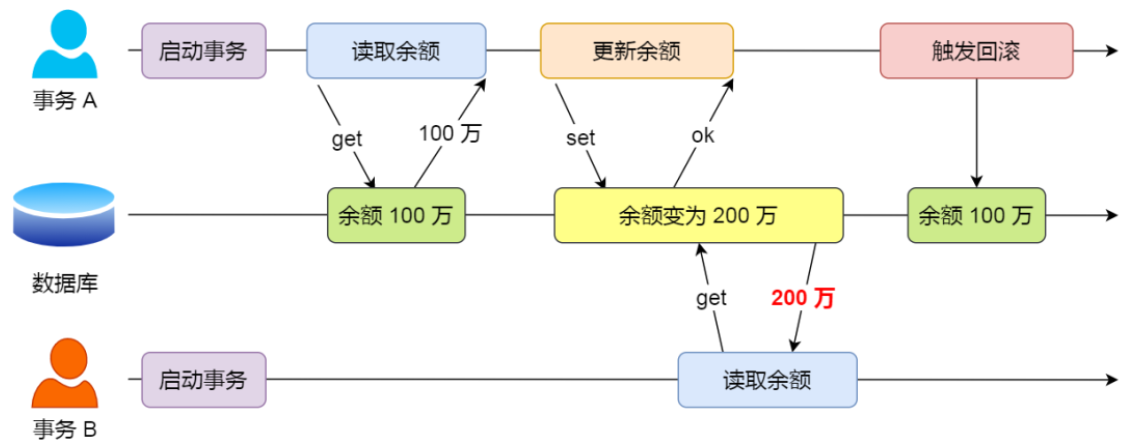 启动事务
读取余额
更新余额
触发回滚
事务 A
get
100 万
set
ok
余额 100 万
余额变为 200 万
余额 100 万
数据库
get
200 万
启动事务
读取余额
事务 B